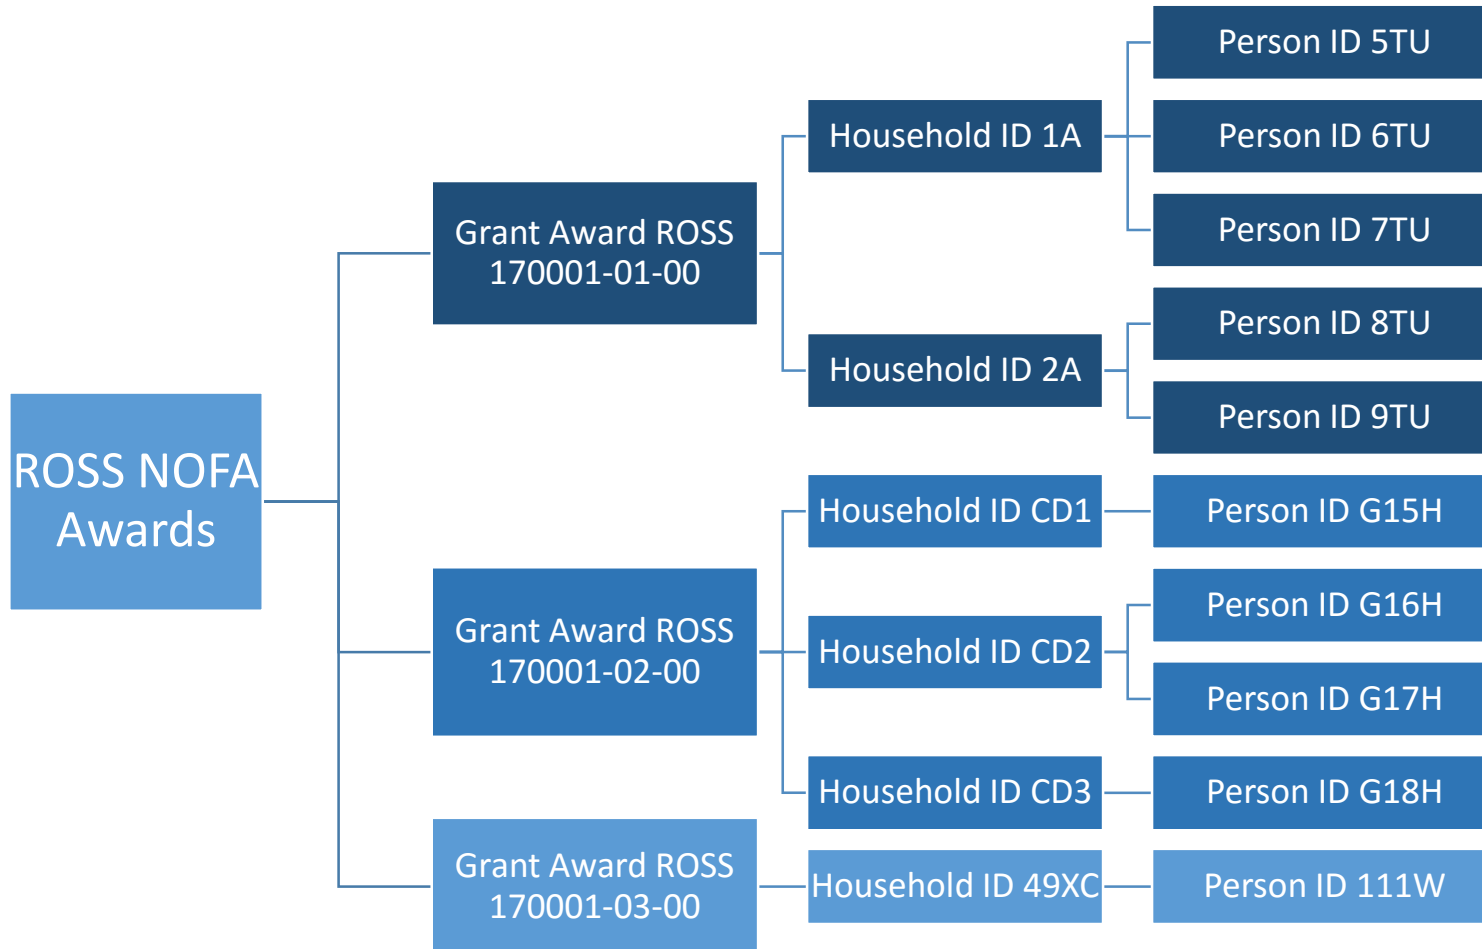 ROSS NOFA
Awards
Grant Award ROSS
170001-01-00
Household ID 1A
Person ID 5TU
Person ID 6TU
Person ID 7TU
Household ID 2A
Person ID 8TU
Person ID 9TU
Grant Award ROSS
170001-02-00
Household ID CD1
Person ID G15H
Household ID CD2
Person ID G16H
Person ID G17H
Household ID CD3
Person ID G18H
Grant Award ROSS
170001-03-00
Household ID 49XC
Person ID 111W